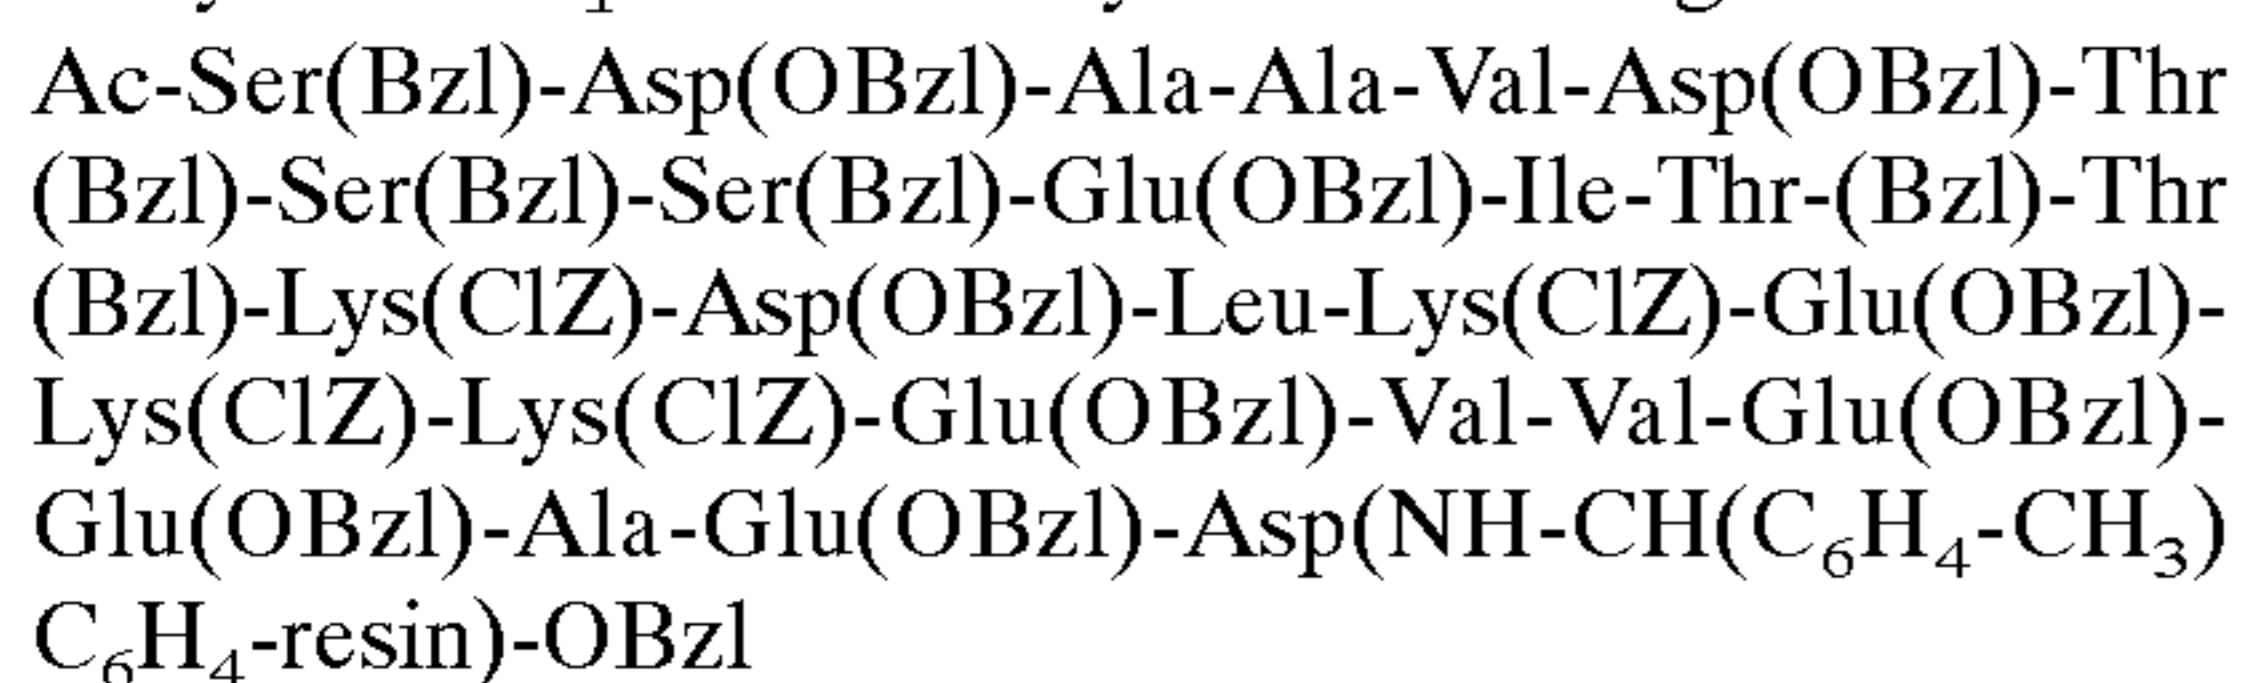 Ac-Ser(Bzl)-Asp(OBzl)-Ala-Ala-Val-Asp(OBzl)-Thr
(Bzl)-Ser(Bzl)-Ser(Bzl)-Glu(OBzl)-Ile-Thr-(Bzl)-Thr
(Bzl)-Lys(ClZ)-Asp(OBzl)-Leu-Lys(ClZ)-Glu(OBzl)-
Lys(ClZ)-Lys(ClZ)-Glu(OBzl)-Val-Val-Glu(OBzl)-
Glu(OBzl)-Ala-Glu(OBzl)-Asp(NH-CH(C₆H₄-CH₃)
C₆H₄-resin)-OBzl